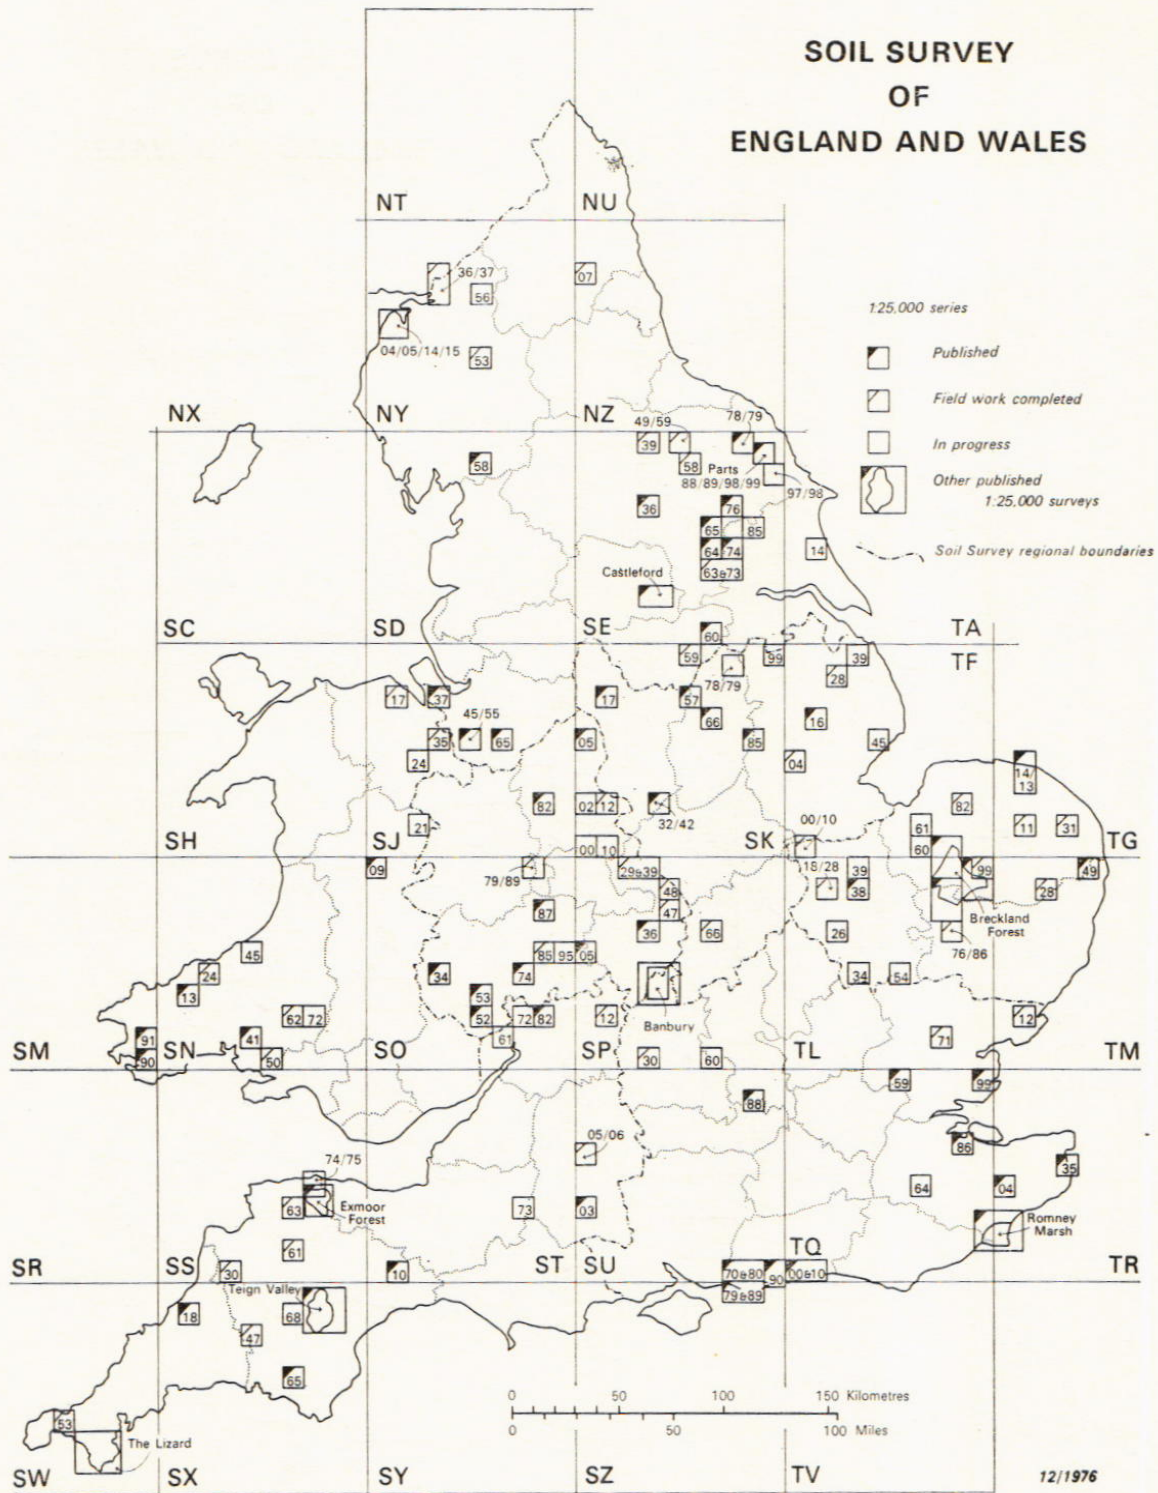 SOIL SURVEY
OF
ENGLAND AND WALES
NT
NU
36/37
56
07
04/05/14/15
53
1:25,000 series
Published
Field work completed
In progress
Other published
1:25,000 surveys
Soil Survey regional boundaries
NX
NY
NZ
49/59
78/79
39
58
58
Parts
88/89/98/99
97/98
36
76
65
85
64
74
14
63&73
Castleford
60
SC
SD
SE
TA
TF
59
99
39
78/79
28
17
37
17
57
45/55
66
16
35
65
05
85
45
24
04
14/
13
82
02
12
32/42
82
21
00/10
61
11
31
SH
SJ
00
10
SK
60
TG
09
79/89
29&39
18/28
39
99
49
48
38
28
87
47
Breckland
Forest
36
66
26
76/86
45
85
95
05
24
34
74
34
54
13
53
Banbury
62
72
52
72
82
12
12
91
41
61
71
SM
90
SN
50
SO
SP
30
60
TL
TM
59
99
88
05/06
86
74/75
35
64
04
63
Exmoor
Forest
73
03
Romney
Marsh
61
TQ
SR
SS
30
10
ST
SU
70&80
90
00&10
TR
Teign Valley
79&89
18
68
47
65
0
50
100
150 Kilometres
53
0
50
100 Miles
The Lizard
SW
SX
SY
SZ
TV
12/1976